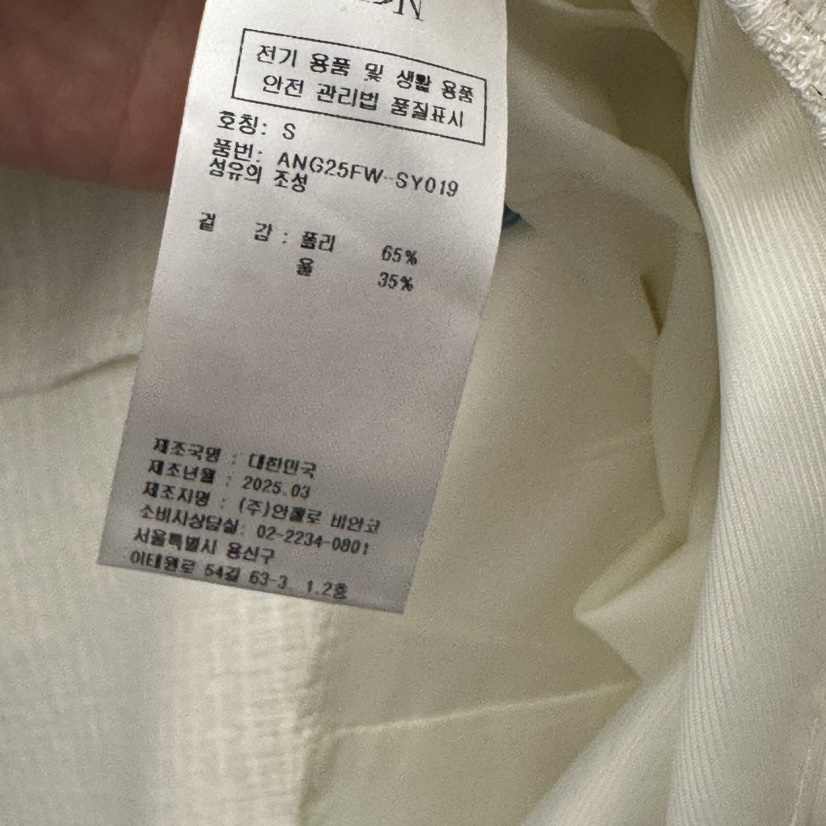 전기 용품 및 생활 용품
안전 관리법 품질표시
호칭: S
품번: ANG25FW-SY019
섬유의 조성
겉 감 : 폴리 65%
울 35%
제조국명 : 대한민국
제조년월 : 2025.03
제조자명 : (주)안젤로 비안코
소비자상담실: 02-2234-0801
서울특별시 용산구
이태원로 54길 63-3 1.2층